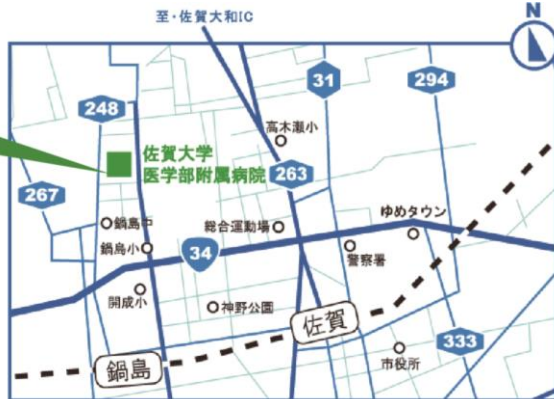 至・佐賀大和IC
N
31
294
248
高木瀬小
佐賀大学
医学部附属病院
263
267
鍋島中
総合運動場
ゆめタウン
鍋島小
34
警察署
開成小
神野公園
佐賀
333
鍋島
市役所